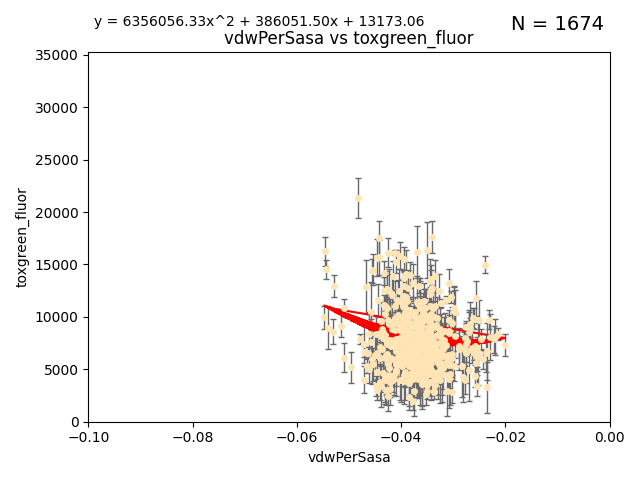 y = 6356056.33x^2 + 386051.50x + 13173.06
N = 1674
vdwPerSasa vs toxgreen_fluor
35000
30000
25000
20000
15000
10000
5000
0
toxgreen_fluor
−0.10 −0.08 −0.06 −0.04 −0.02 0.00
vdwPerSasa